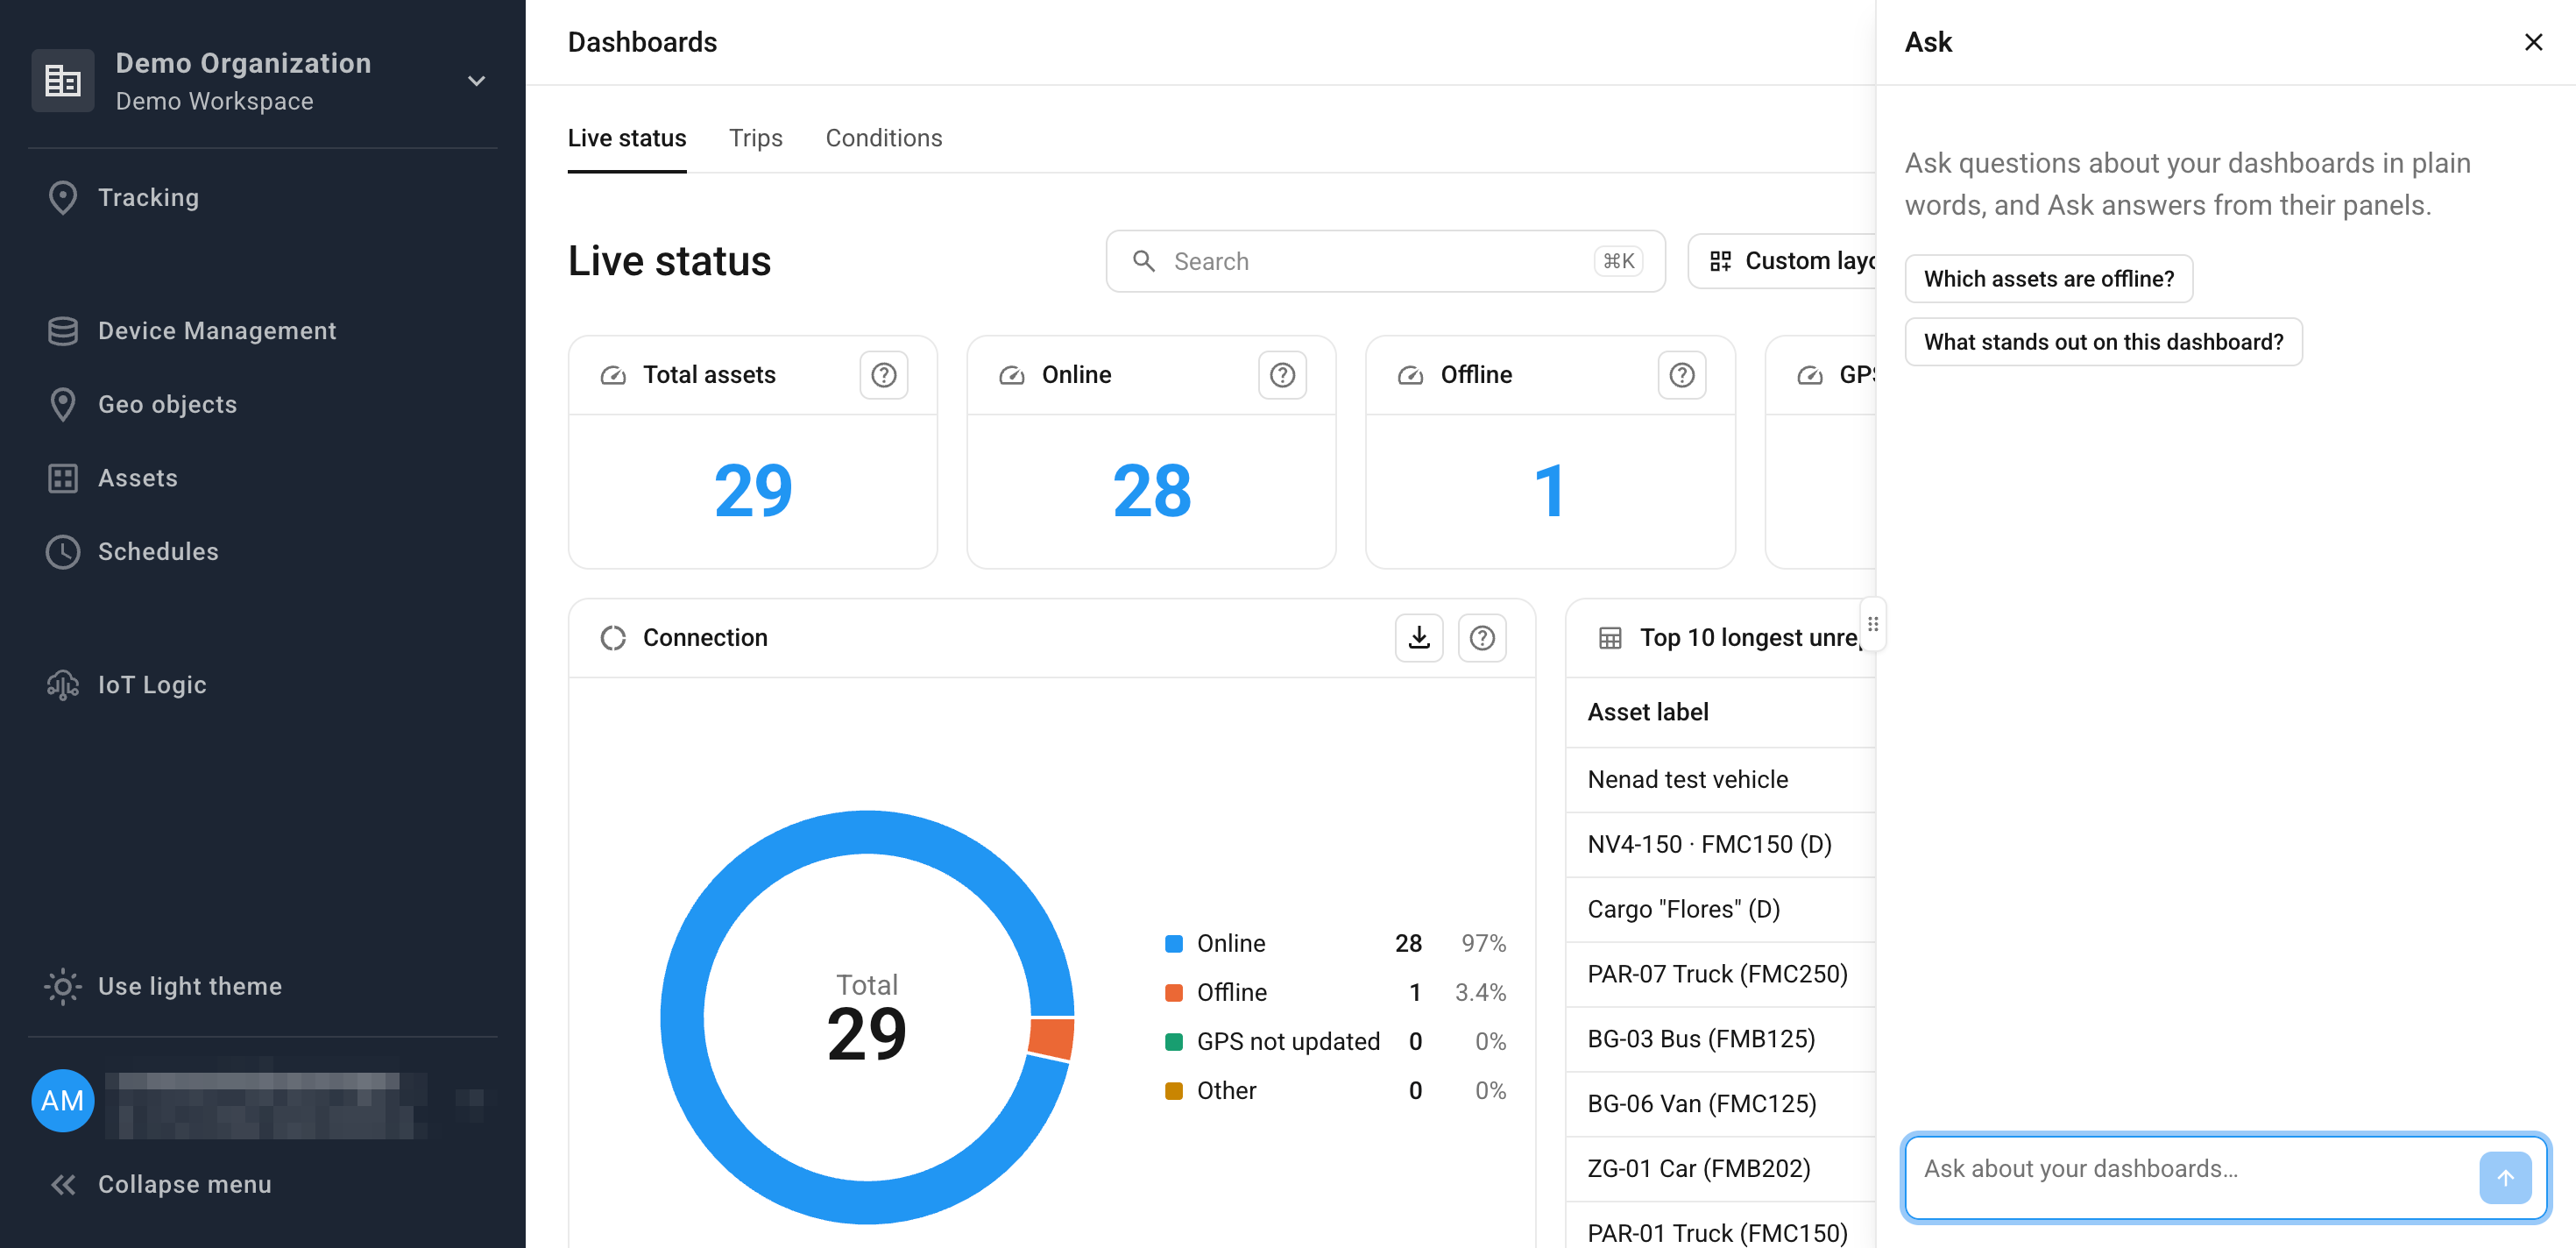 Demo Organization
Demo Workspace
Tracking
Device Management
Geo objects
Assets
Schedules
IoT Logic
Use light theme
AM
Collapse menu
Dashboards
Live status
Trips
Conditions
Live status
Search
⌘K
Custom layo
Total assets
29
Online
28
Offline
1
GPS
Connection
Total
29
Online 28 97%
Offline 1 3.4%
GPS not updated 0 0%
Other 0 0%
Top 10 longest unre
Asset label
Nenad test vehicle
NV4-150 · FMC150 (D)
Cargo "Flores" (D)
PAR-07 Truck (FMC250)
BG-03 Bus (FMB125)
BG-06 Van (FMC125)
ZG-01 Car (FMB202)
PAR-01 Truck (FMC150)
Ask
Ask questions about your dashboards in plain
words, and Ask answers from their panels.
Which assets are offline?
What stands out on this dashboard?
Ask about your dashboards...